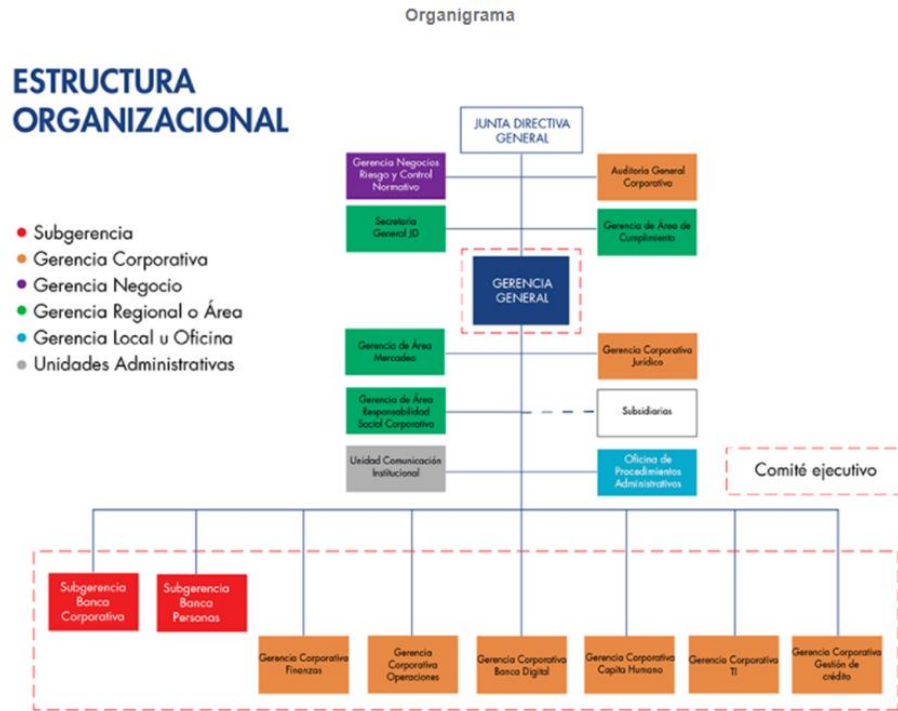 Organigrama
ESTRUCTURA
ORGANIZACIONAL
JUNTA DIRECTIVA
GENERAL
Gerencia Negocios
Riesgo y Control
Normativo
Auditoría General
Corporativa
Secretaría
General JD
Gerencia de Área de
Cumplimiento
Subgerencia
Gerencia Corporativa
Gerencia Negocio
Gerencia Regional o Área
Gerencia Local u Oficina
Unidades Administrativas
GERENCIA
GENERAL
Gerencia de Área
Mercadeo
Gerencia Corporativa
Jurídico
Gerencia de Área
Responsabilidad
Social Corporativa
Subsidiarias
Unidad Comunicación
Institucional
Oficina de
Procedimientos
Administrativos
Comité ejecutivo
Subgerencia
Banca
Corporativa
Subgerencia
Banca
Personas
Gerencia Corporativa
Finanzas
Gerencia
Corporativa
Operaciones
Gerencia Corporativa
Banca Digital
Gerencia Corporativa
Capita Humano
Gerencia Corporativa
TI
Gerencia Corporativa
Gestión de
crédito